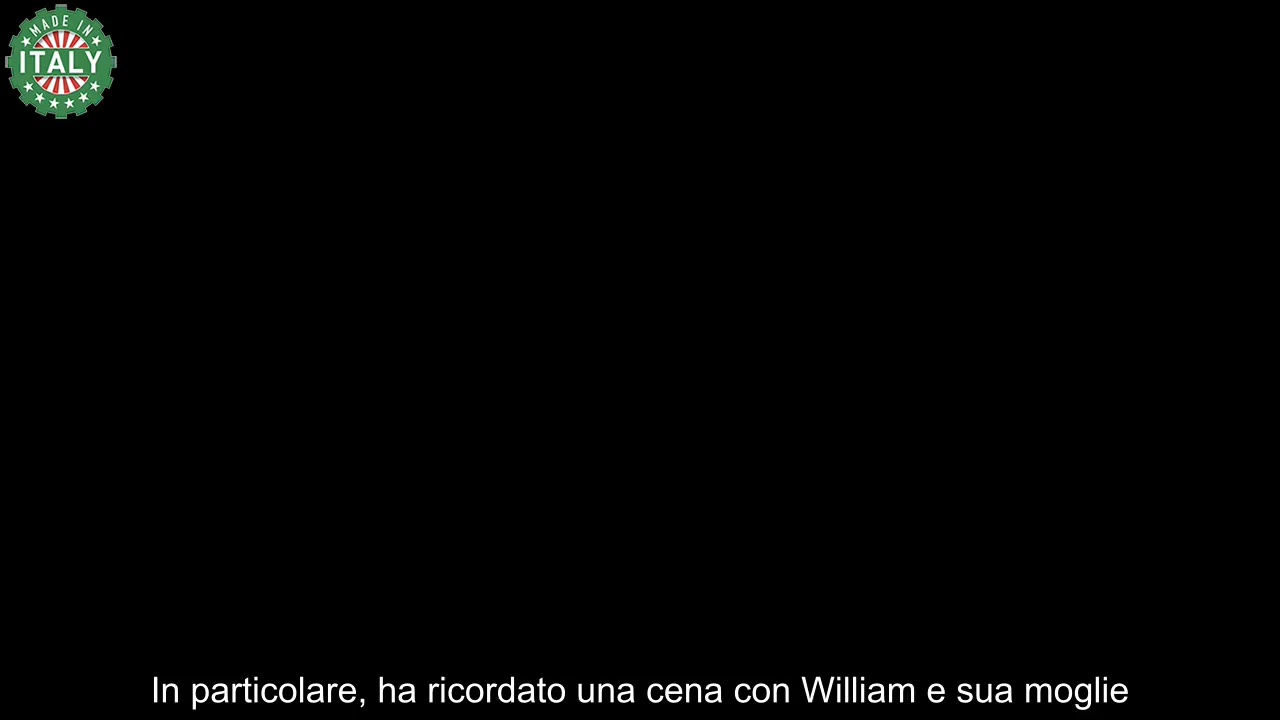 MADE IN
ITALY
In particolare, ha ricordato una cena con William e sua moglie